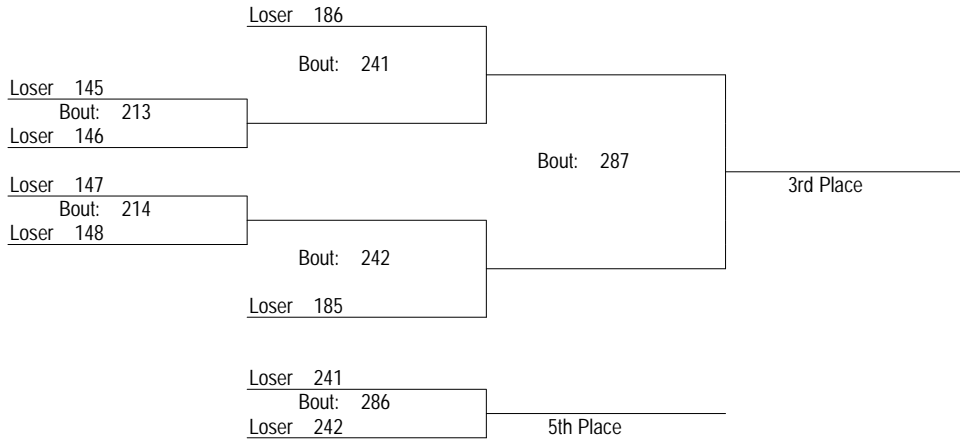 Loser 186
Bout: 241
Loser 145
Bout: 213
Loser 146
Bout: 287
Loser 147
3rd Place
Bout: 214
Loser 148
Bout: 242
Loser 185
Loser 241
Bout: 286
Loser 242
5th Place